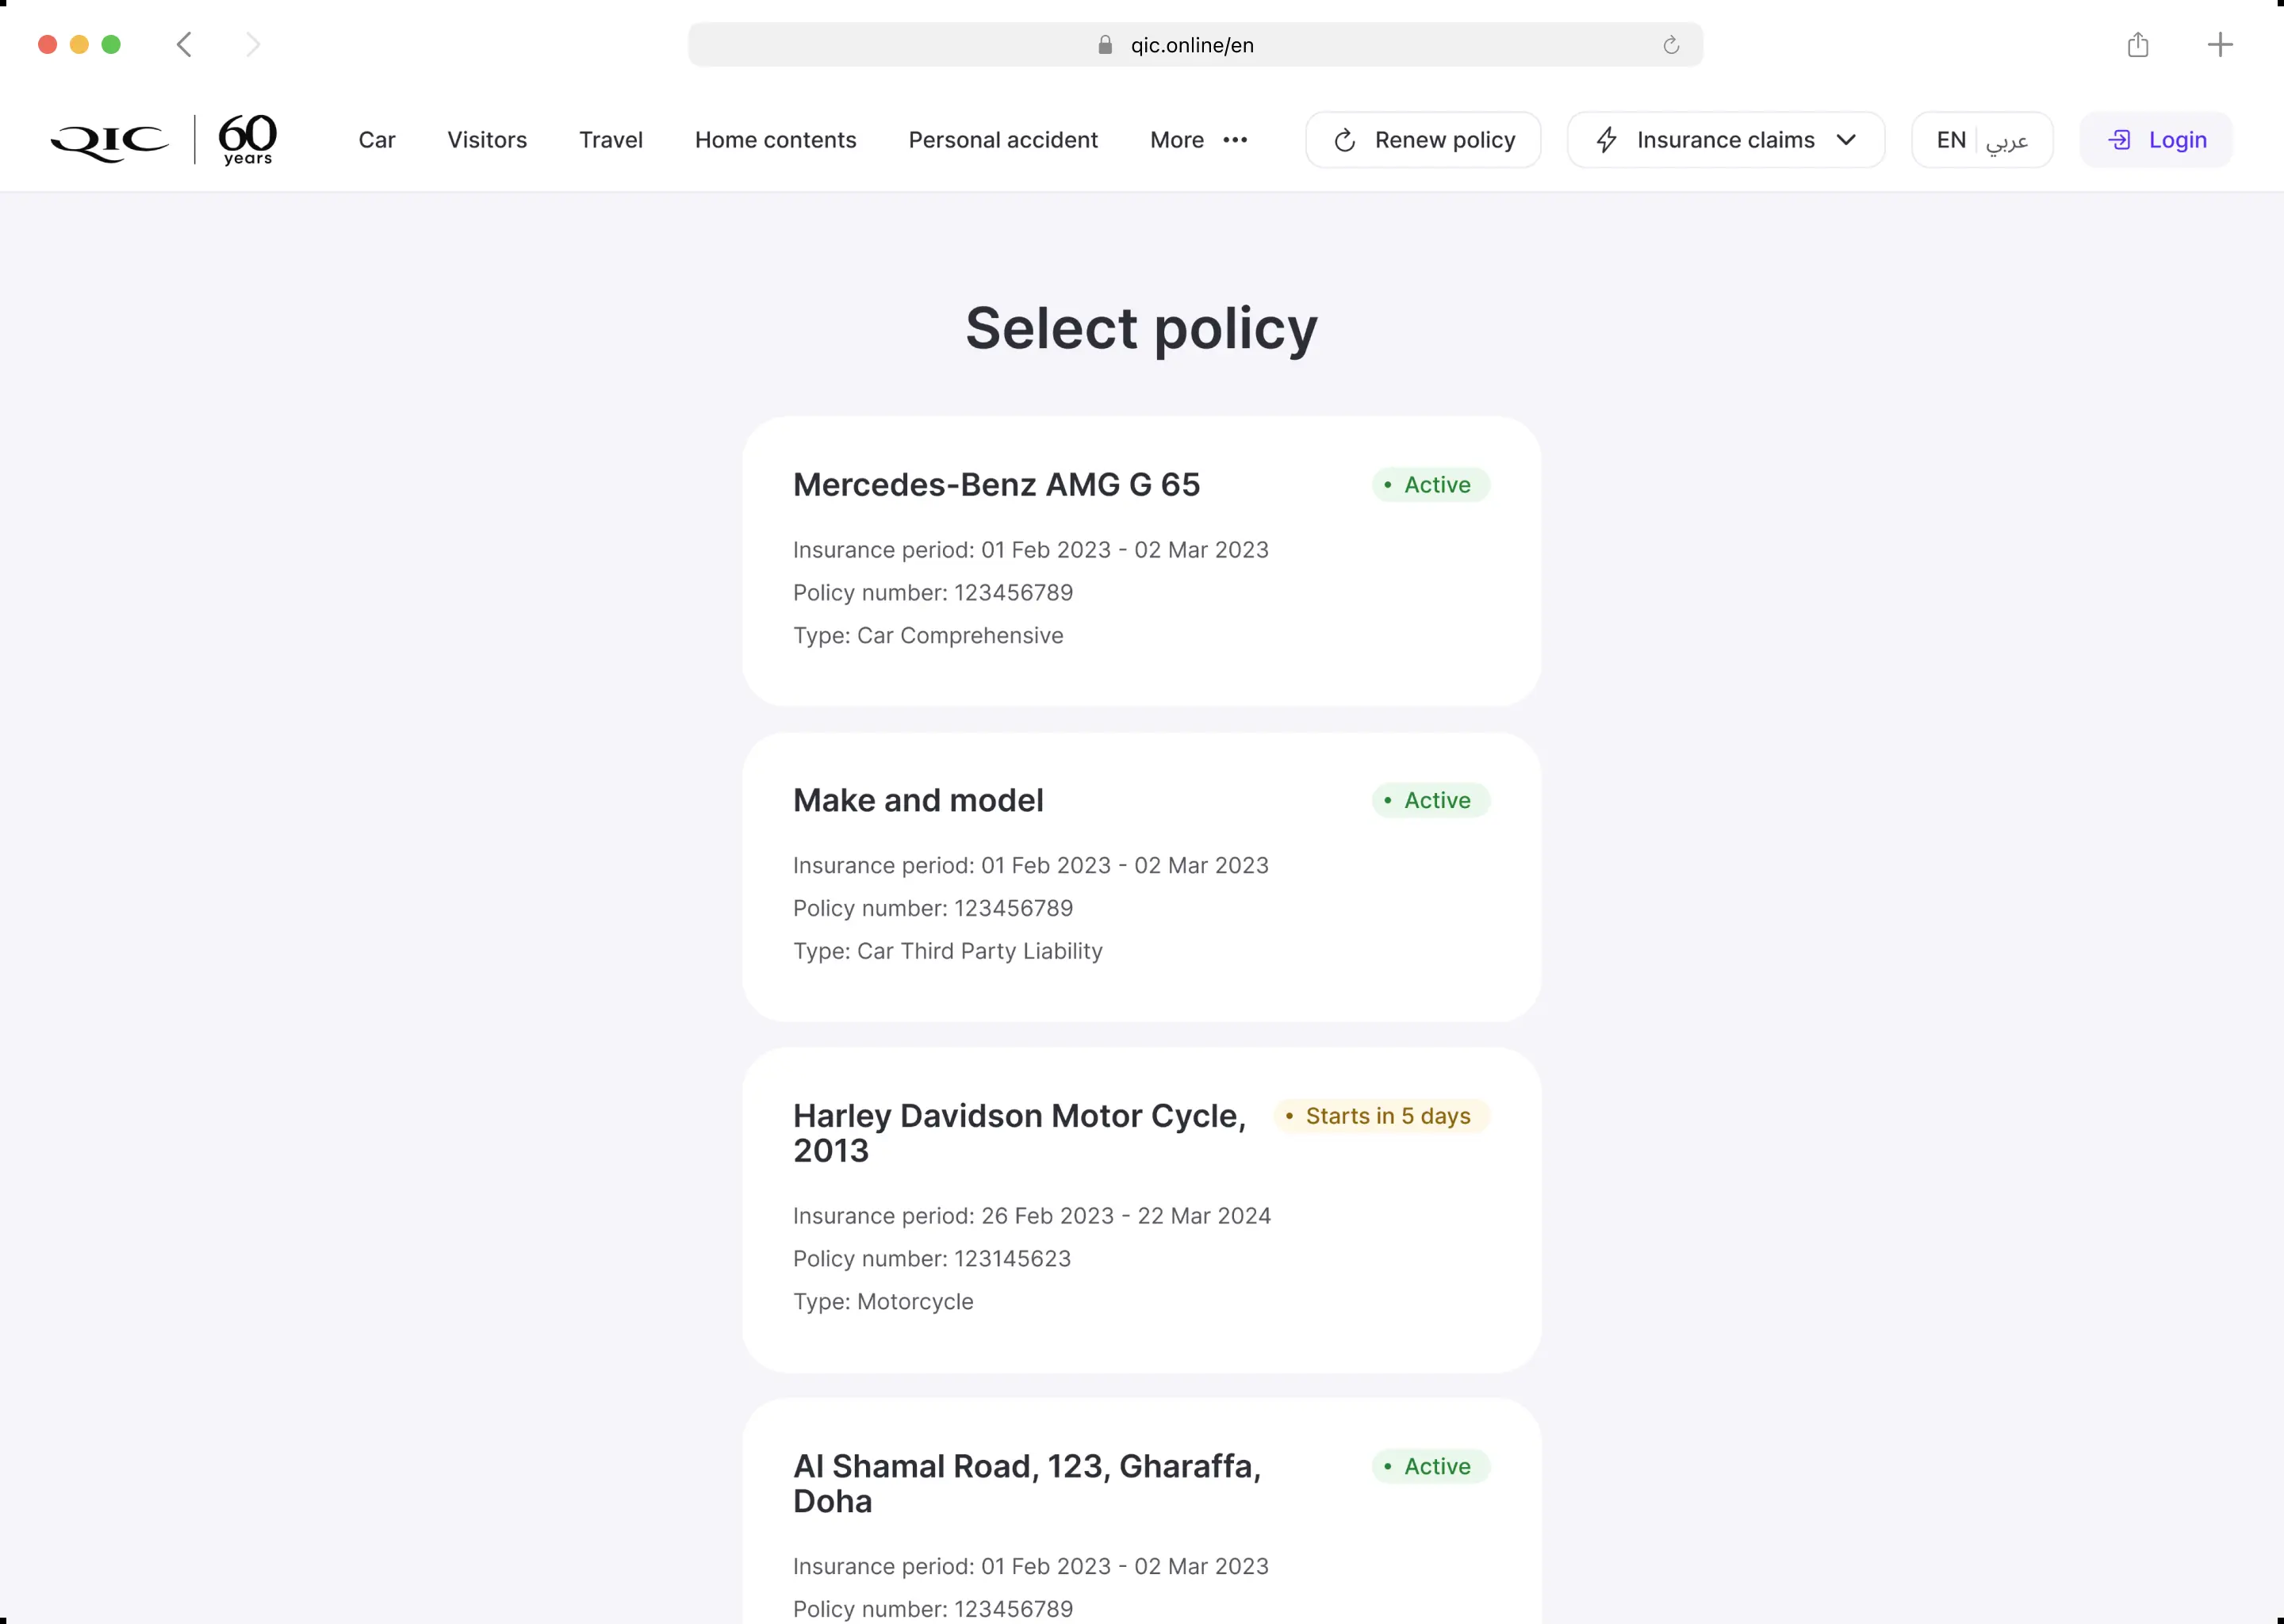 qic.online/en
QIC 60 years
Car Visitors Travel Home contents Personal accident More ••• Renew policy Insurance claims EN عربي Login
Select policy
Mercedes-Benz AMG G 65 • Active
Insurance period: 01 Feb 2023 - 02 Mar 2023
Policy number: 123456789
Type: Car Comprehensive
Make and model • Active
Insurance period: 01 Feb 2023 - 02 Mar 2023
Policy number: 123456789
Type: Car Third Party Liability
Harley Davidson Motor Cycle, • Starts in 5 days
2013
Insurance period: 26 Feb 2023 - 22 Mar 2024
Policy number: 123145623
Type: Motorcycle
Al Shamal Road, 123, Gharaffa, • Active
Doha
Insurance period: 01 Feb 2023 - 02 Mar 2023
Policy number: 123456789